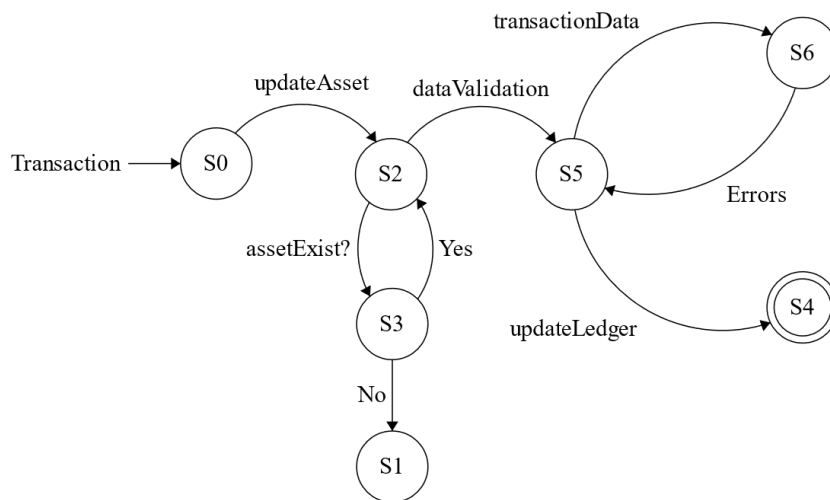 transactionData
S6
updateAsset
dataValidation
Transaction
S0
S2
S5
Errors
assetExist?
Yes
S4
S3
updateLedger
No
S1